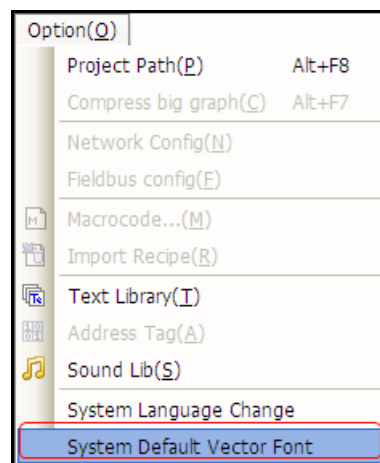 Option(O)
Project Path(P) Alt+F8
Compress big graph(C) Alt+F7
Network Config(N)
Fieldbus config(F)
Macrocode...(M)
Import Recipe(R)
Text Library(T)
Address Tag(A)
Sound Lib(S)
System Language Change
System Default Vector Font